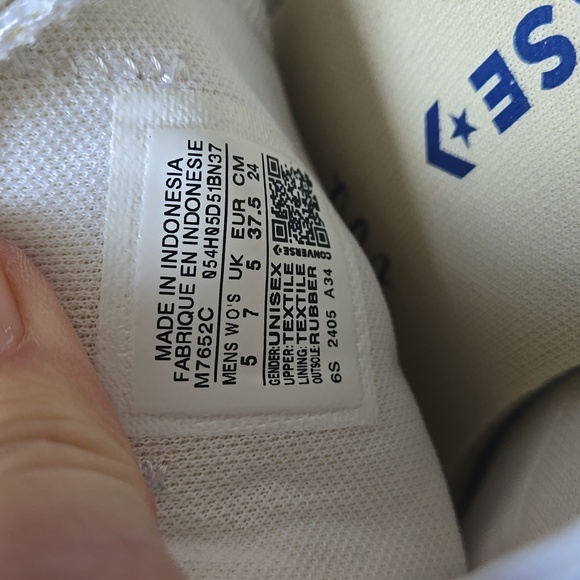 MADE IN INDONESIA
FABRIQUE EN INDONESIE
M7652C 054H05D51BN37
MENS WO'S UK EUR CM
5 7 5 37.5 24
GENDER:UNISEX
UPPER:TEXTILE
LINING:TEXTILE
OUTSOLE:RUBBER
6S 2405 A34
CONVERSE
RSE